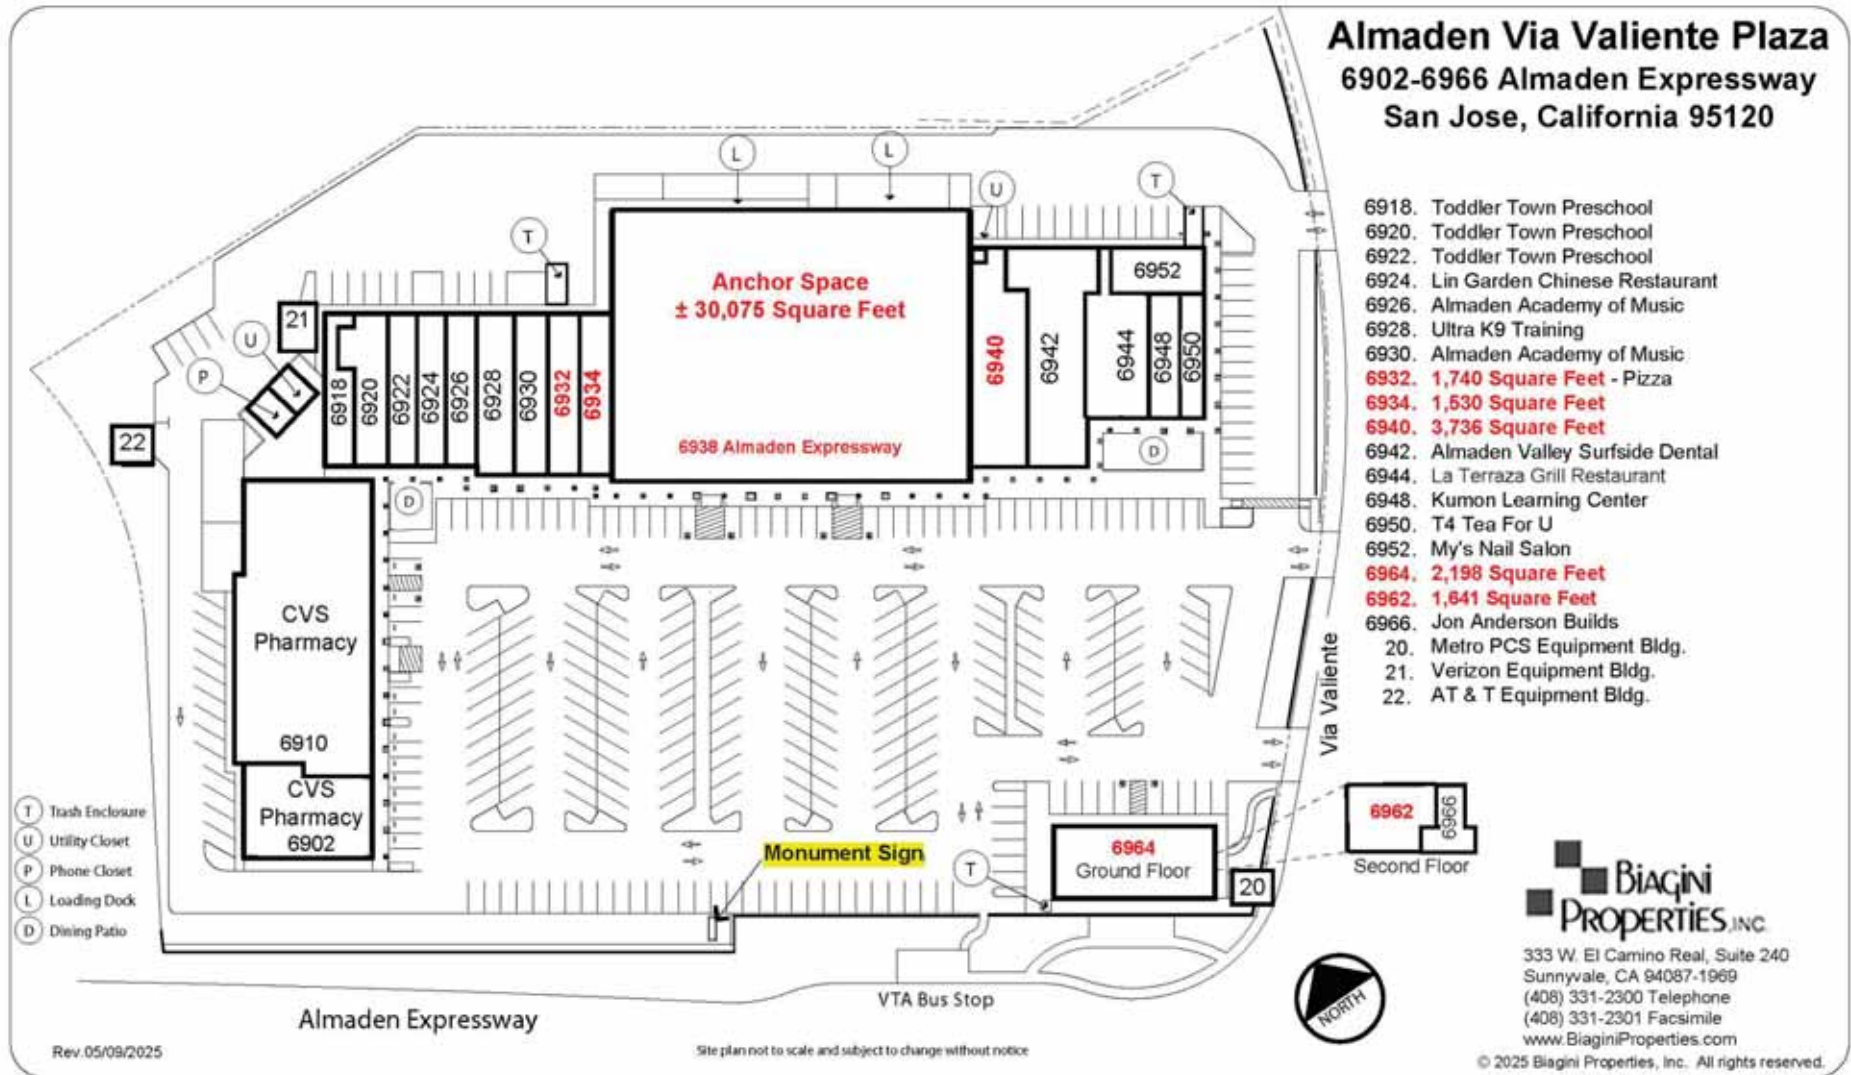 Almaden Via Valiente Plaza
6902-6966 Almaden Expressway
San Jose, California 95120
6918. Toddler Town Preschool
6920. Toddler Town Preschool
6922. Toddler Town Preschool
6924. Lin Garden Chinese Restaurant
6926. Almaden Academy of Music
6928. Ultra K9 Training
6930. Almaden Academy of Music
6932. 1,740 Square Feet - Pizza
6934. 1,530 Square Feet
6940. 3,736 Square Feet
6942. Almaden Valley Surfside Dental
6944. La Terraza Grill Restaurant
6948. Kumon Learning Center
6950. T4 Tea For U
6952. My's Nail Salon
6964. 2,198 Square Feet
6962. 1,641 Square Feet
6966. Jon Anderson Builds
20. Metro PCS Equipment Bldg.
21. Verizon Equipment Bldg.
22. AT & T Equipment Bldg.
L
L
U
T
T
Anchor Space
± 30,075 Square Feet
6938 Almaden Expressway
21
U
P
22
6918
6920
6922
6924
6926
6928
6930
6932
6934
6940
6942
6944
6948
6950
6952
D
D
CVS
Pharmacy
6910
CVS
Pharmacy
6902
Via Valiente
Monument Sign
T
6964
Ground Floor
20
6962
6966
Second Floor
T Trash Enclosure
U Utility Closet
P Phone Closet
L Loading Dock
D Dining Patio
VTA Bus Stop
Almaden Expressway
NORTH
BIAGINI
PROPERTIES, INC.
333 W. El Camino Real, Suite 240
Sunnyvale, CA 94087-1969
(408) 331-2300 Telephone
(408) 331-2301 Facsimile
www.BiaginiProperties.com
© 2025 Biagini Properties, Inc. All rights reserved.
Rev.05/09/2025
Site plan not to scale and subject to change without notice